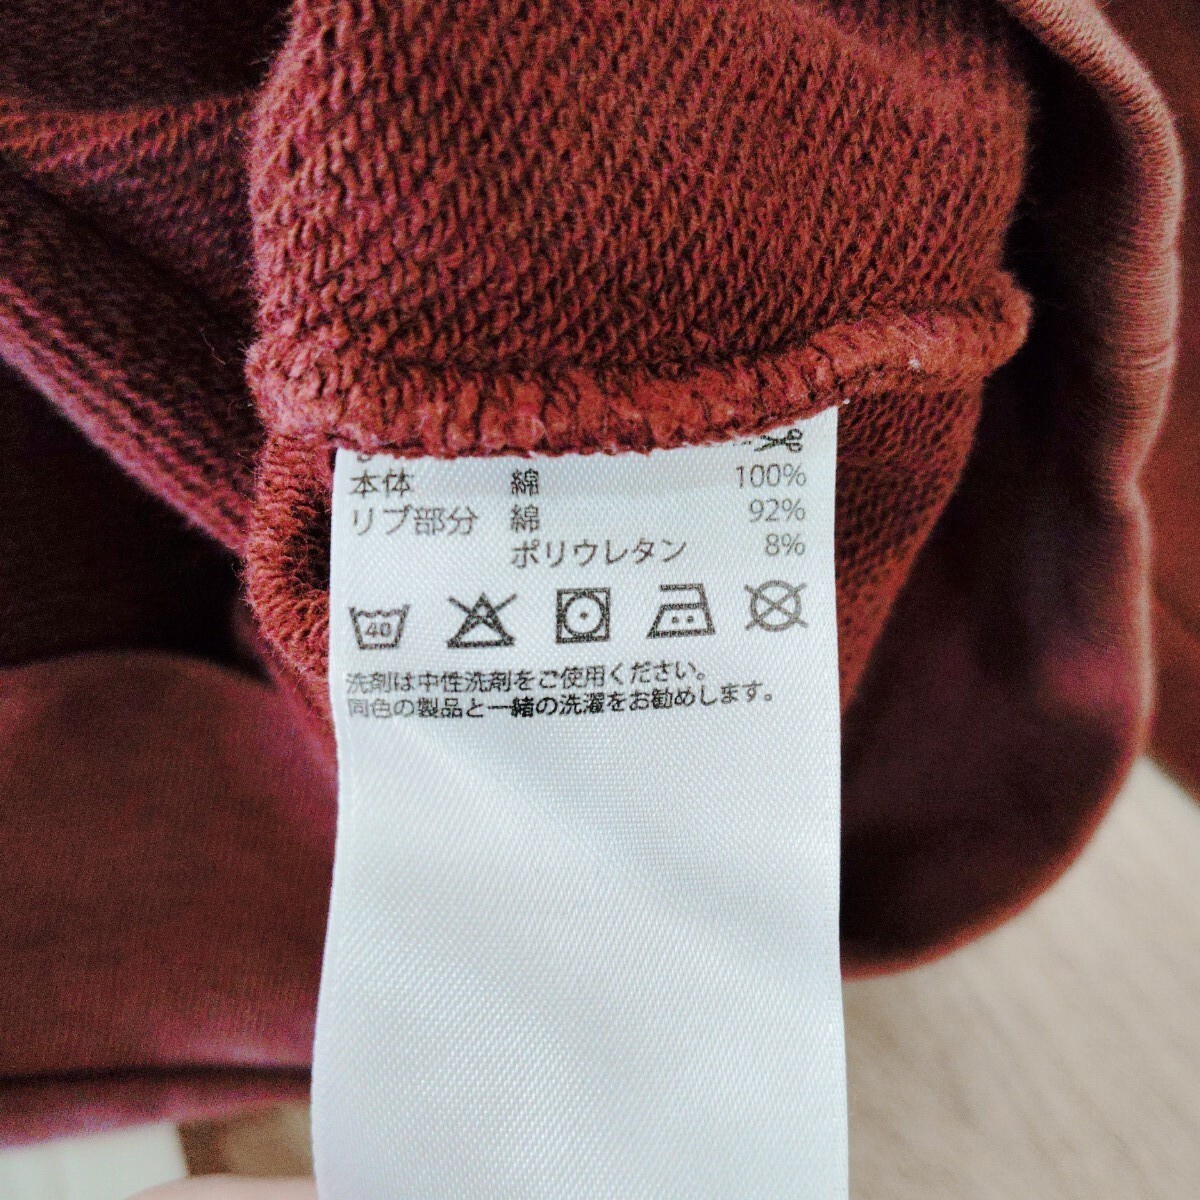 本体 綿 100%
リブ部分 綿 92%
ポリウレタン 8%
40
洗剤は中性洗剤をご使用ください。
同色の製品と一緒の洗濯をお勧めします。